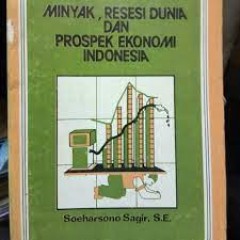 MINYAK, RESESI DUNIA
DAN
PROSPEK EKONOMI
INDONESIA
Soeharsono Sagir, S.E.